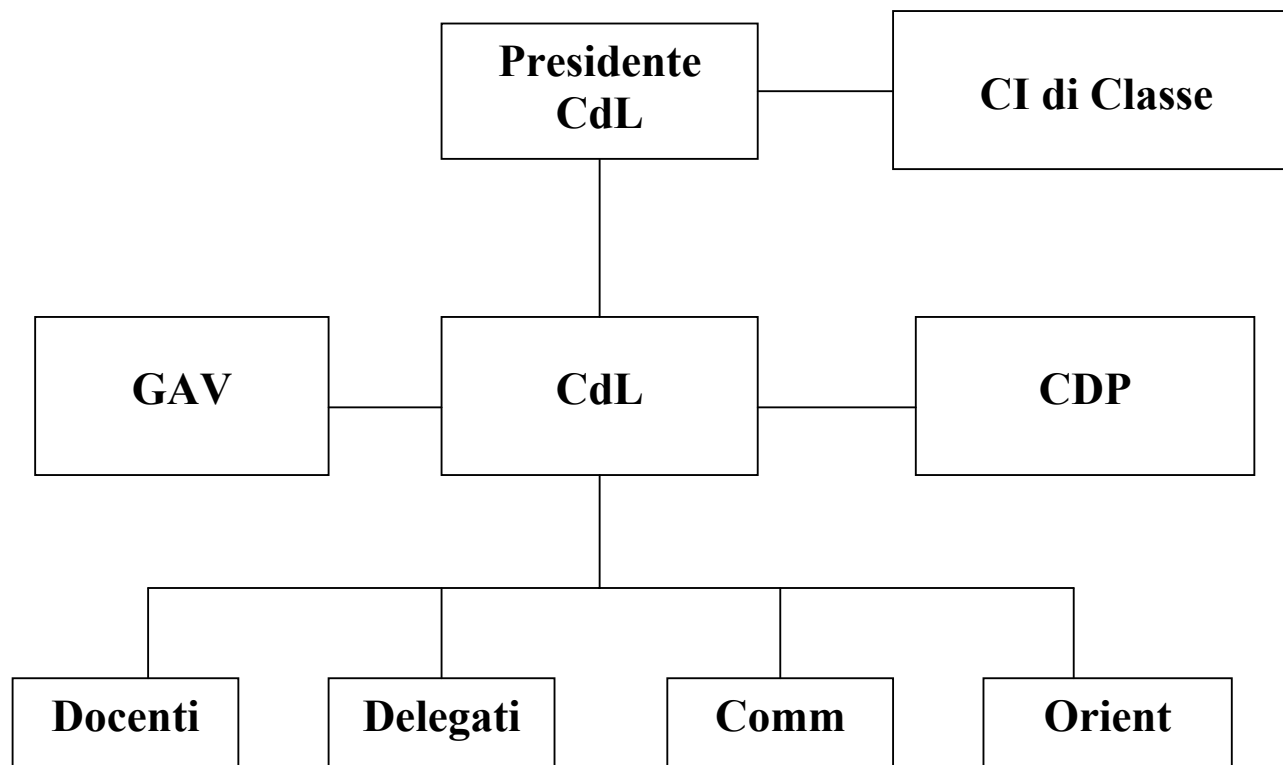 Presidente
CdL
CI di Classe
GAV
CdL
CDP
Docenti
Delegati
Comm
Orient